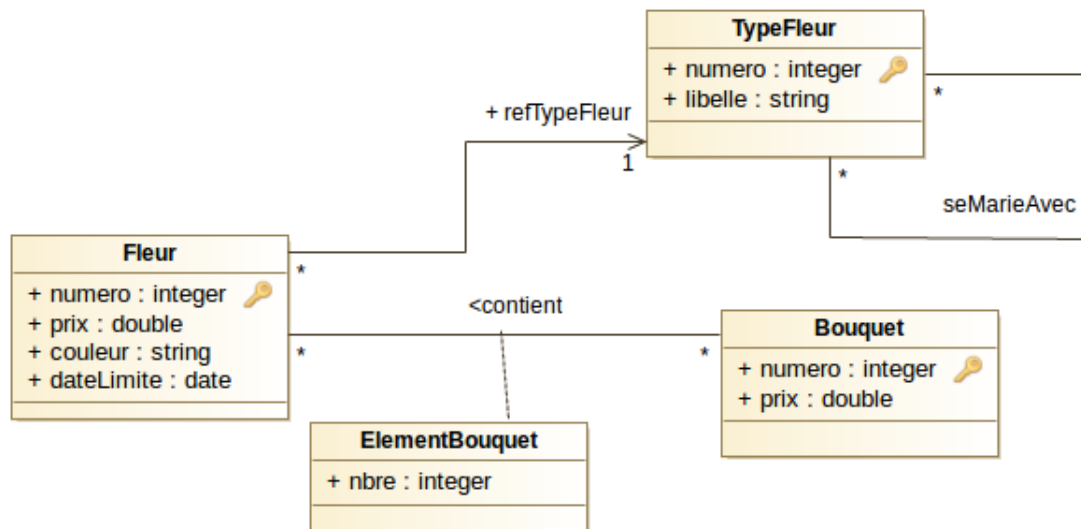 TypeFleur
+ numero : integer
+ libelle : string
*
+ refTypeFleur
1
*
seMarieAvec
Fleur
+ numero : integer
+ prix : double
+ couleur : string
+ dateLimite : date
*
<contient
*
*
Bouquet
+ numero : integer
+ prix : double
ElementBouquet
+ nbre : integer